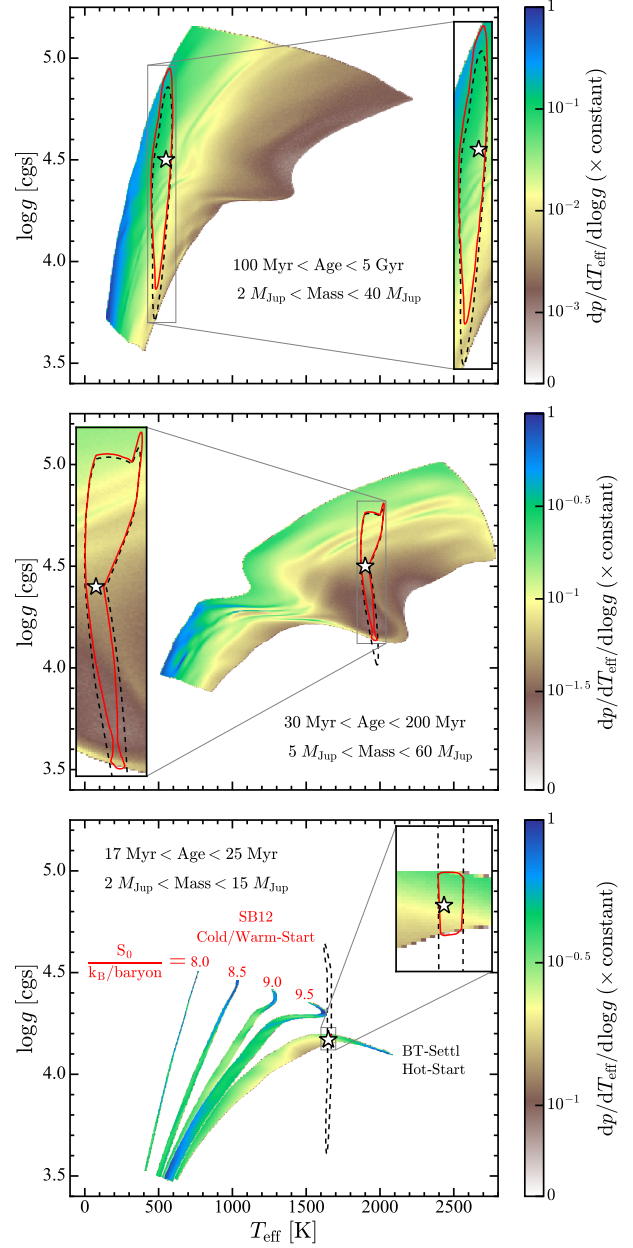 5.0
4.5
4.0
3.5
log g [cgs]
100 Myr < Age < 5 Gyr
2 M_Jup < Mass < 40 M_Jup
1
10^-1
10^-2
10^-3
0
dp/dT_eff/dlog g (× constant)
5.0
4.5
4.0
3.5
log g [cgs]
30 Myr < Age < 200 Myr
5 M_Jup < Mass < 60 M_Jup
1
10^-0.5
10^-1
10^-1.5
0
dp/dT_eff/dlog g (× constant)
17 Myr < Age < 25 Myr
2 M_Jup < Mass < 15 M_Jup
SB12
Cold/Warm-Start
S_0
k_B/baryon
= 8.0
8.5
9.0
9.5
BT-Settl
Hot-Start
5.0
4.5
4.0
3.5
log g [cgs]
0 500 1000 1500 2000 2500
T_eff [K]
1
10^-0.5
10^-1
0
dp/dT_eff/dlog g (× constant)